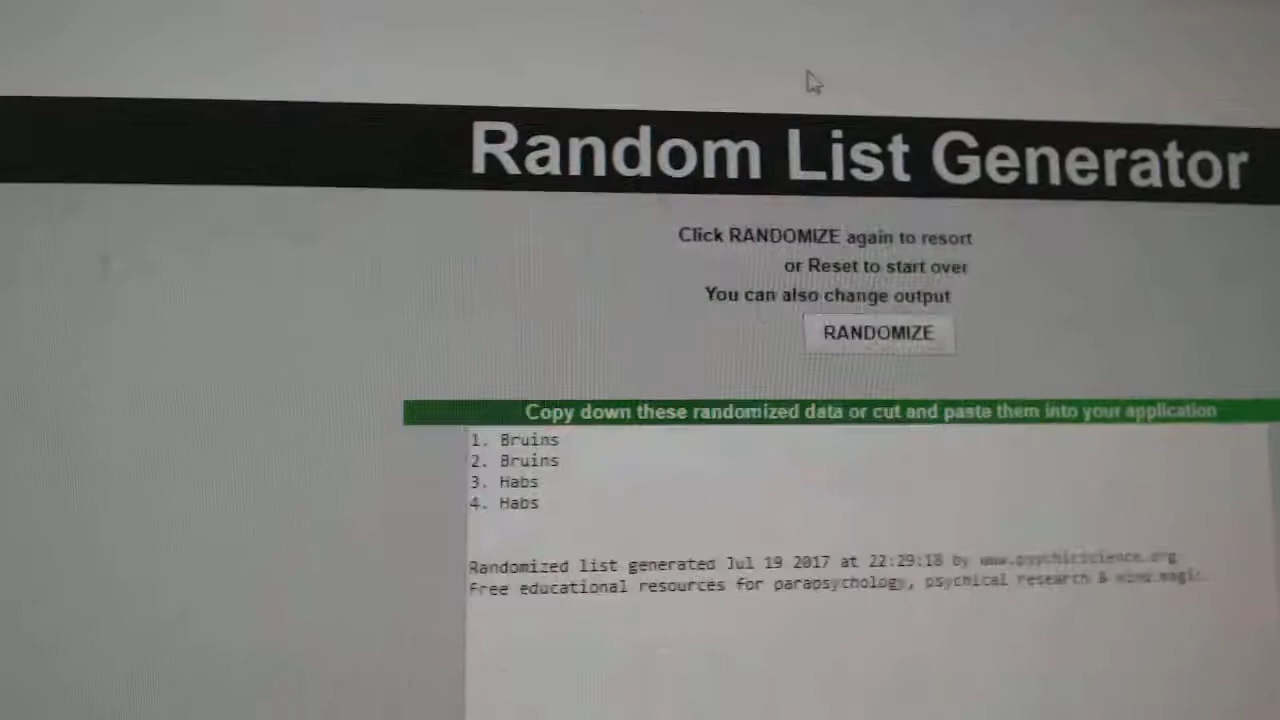 Random List Generator
Click RANDOMIZE again to resort
or Reset to start over
You can also change output
RANDOMIZE
Copy down these randomized data or cut and paste them into your application
1. Bruins
2. Bruins
3. Habs
4. Habs
Randomized list generated Jul 19 2017 at 22:29:18 by www.psychicscience.org
Free educational resources for parapsychology, psychical research &